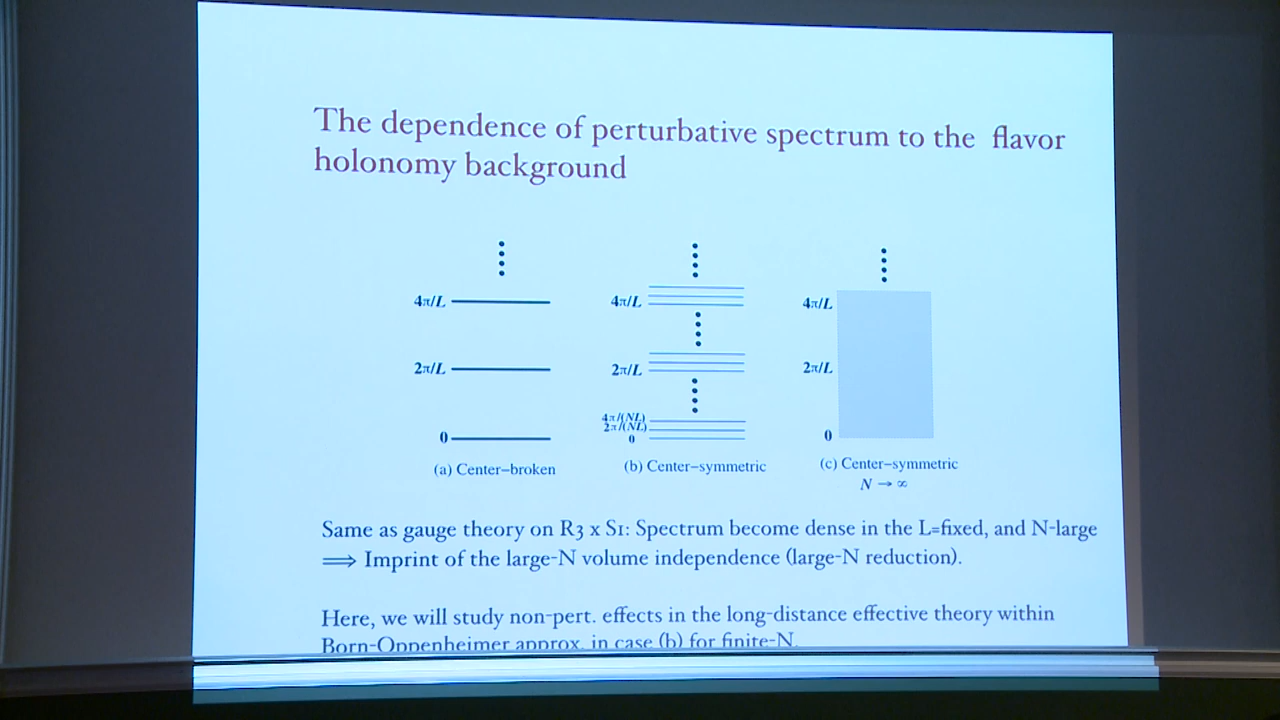 The dependence of perturbative spectrum to the flavor
holonomy background
4π/L
2π/L
0
(a) Center–broken
4π/L
2π/L
4π/(NL)
2π/(NL)
0
(b) Center–symmetric
4π/L
2π/L
0
(c) Center–symmetric
N → ∞
Same as gauge theory on R3 x S1: Spectrum become dense in the L=fixed, and N-large
⟹ Imprint of the large-N volume independence (large-N reduction).
Here, we will study non-pert. effects in the long-distance effective theory within
Born-Oppenheimer approx. in case (b) for finite-N.